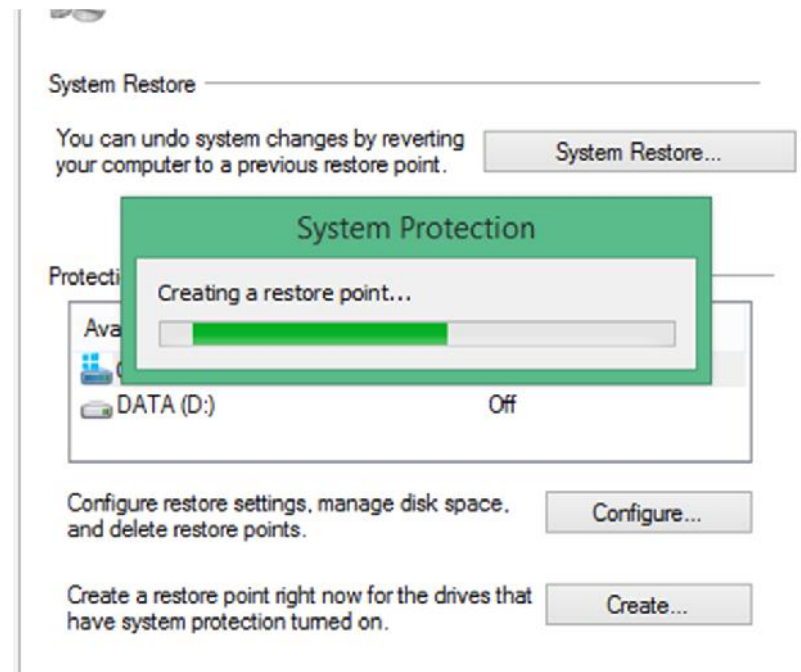 System Restore
You can undo system changes by reverting
your computer to a previous restore point.
System Restore...
System Protection
Creating a restore point...
DATA (D:) Off
Configure restore settings, manage disk space,
and delete restore points.
Configure...
Create a restore point right now for the drives that
have system protection turned on.
Create...